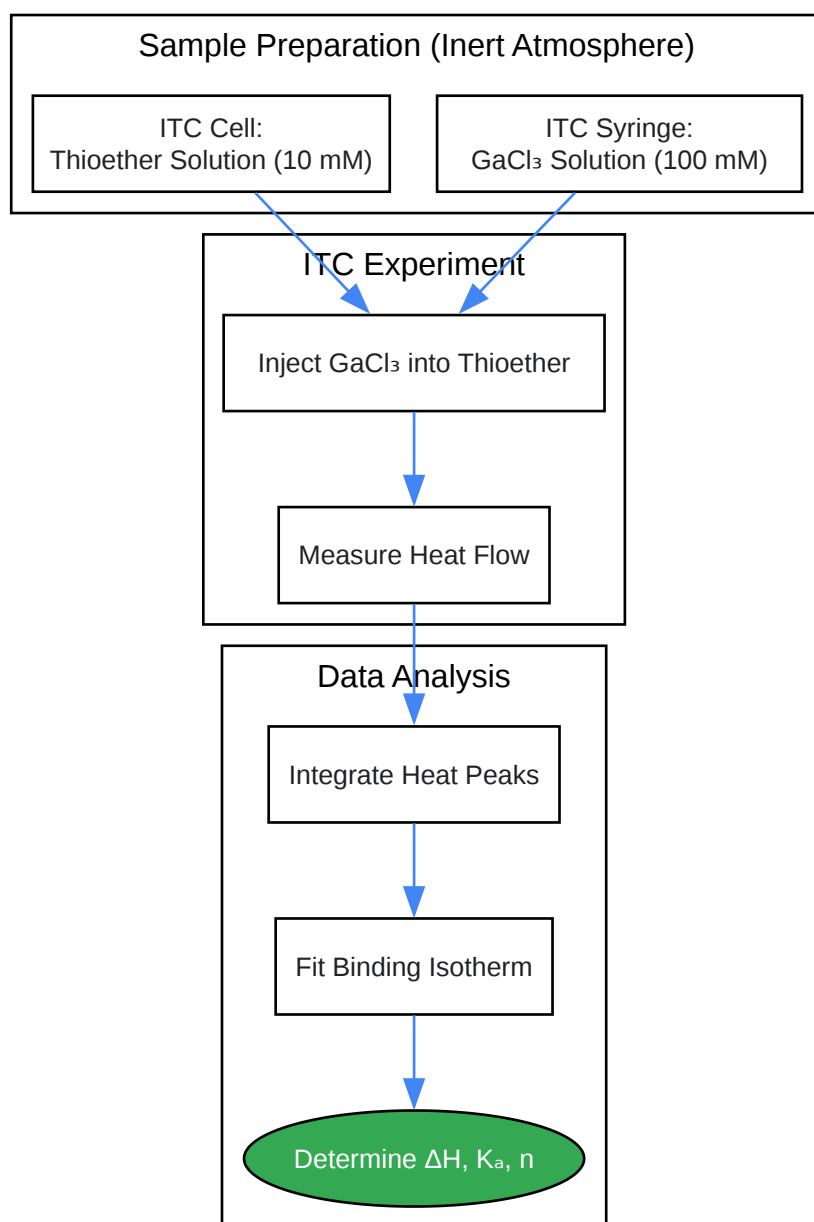 Sample Preparation (Inert Atmosphere)
ITC Cell:
Thioether Solution (10 mM)
ITC Syringe:
GaCl₃ Solution (100 mM)
ITC Experiment
Inject GaCl₃ into Thioether
Measure Heat Flow
Data Analysis
Integrate Heat Peaks
Fit Binding Isotherm
Determine ΔH, Kₐ, n